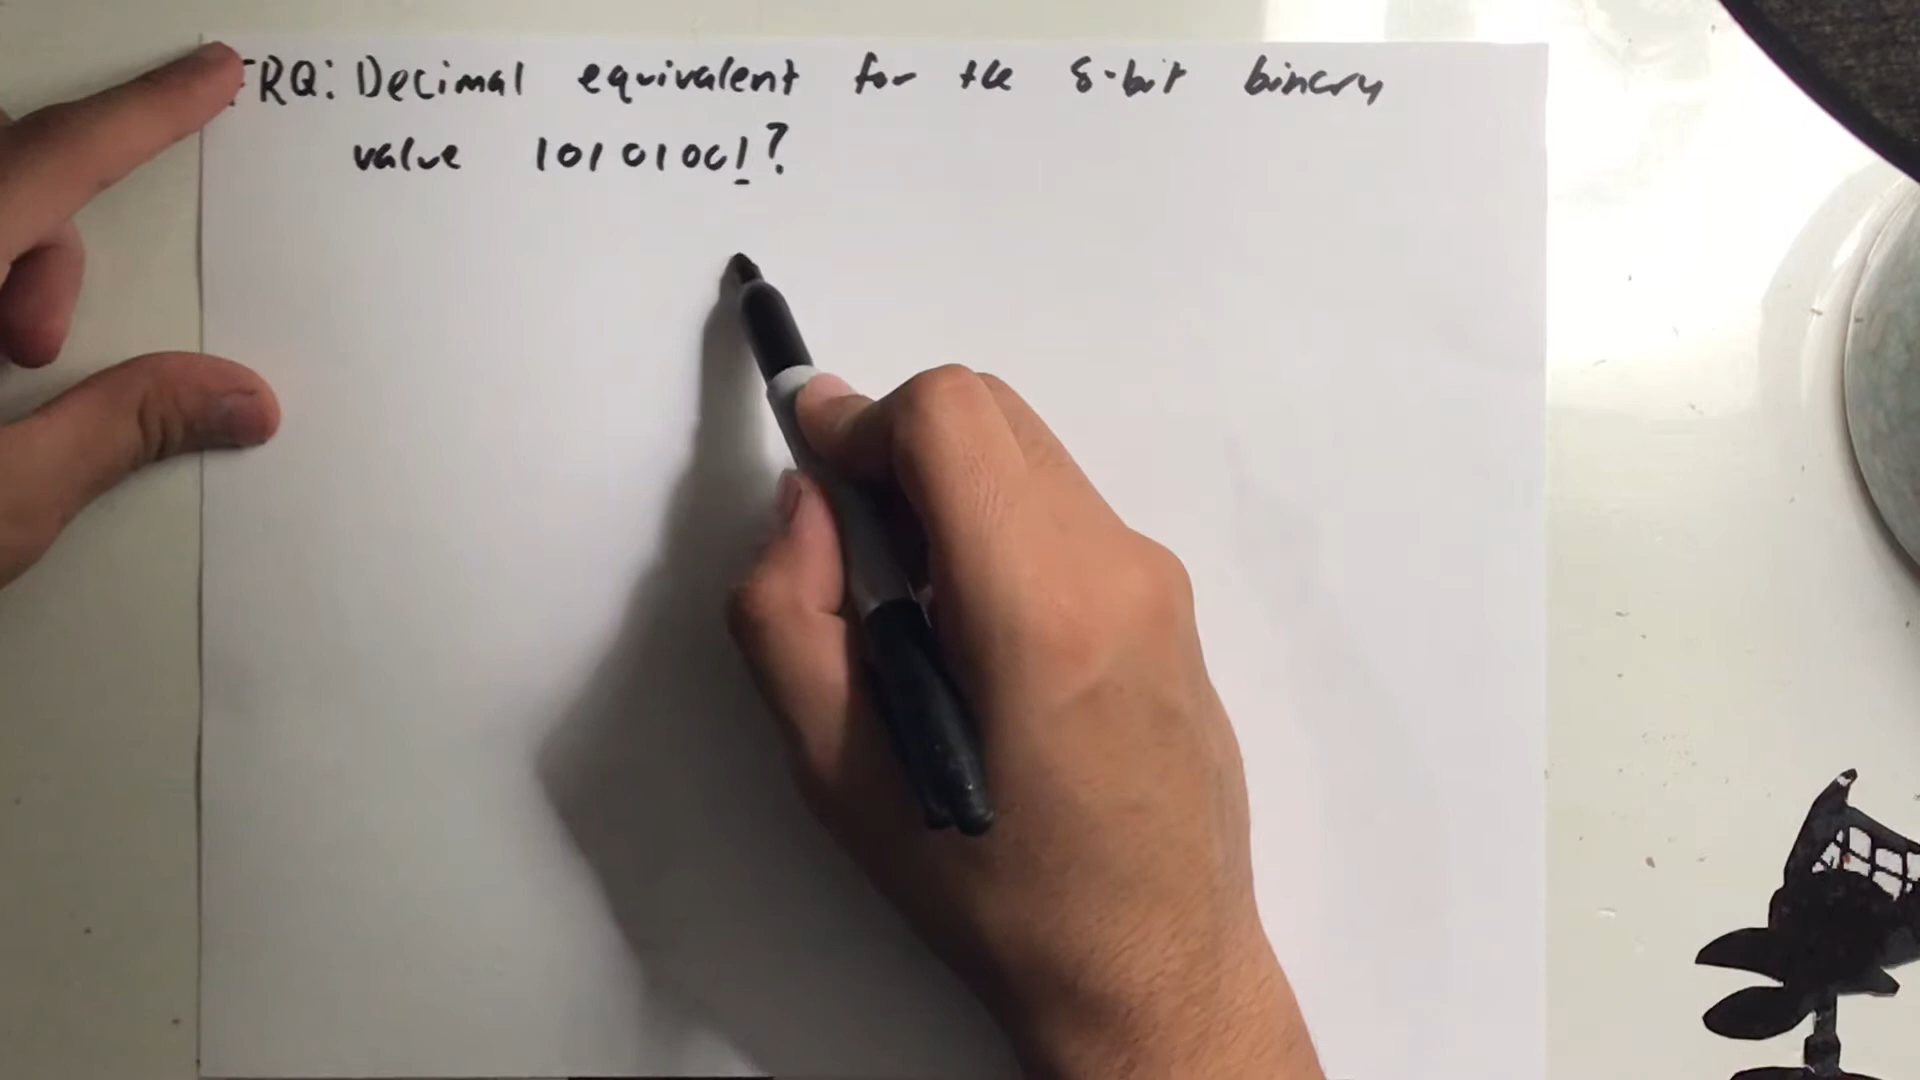 FRQ: Decimal equivalent for the 8-bit binary
value 10101001?